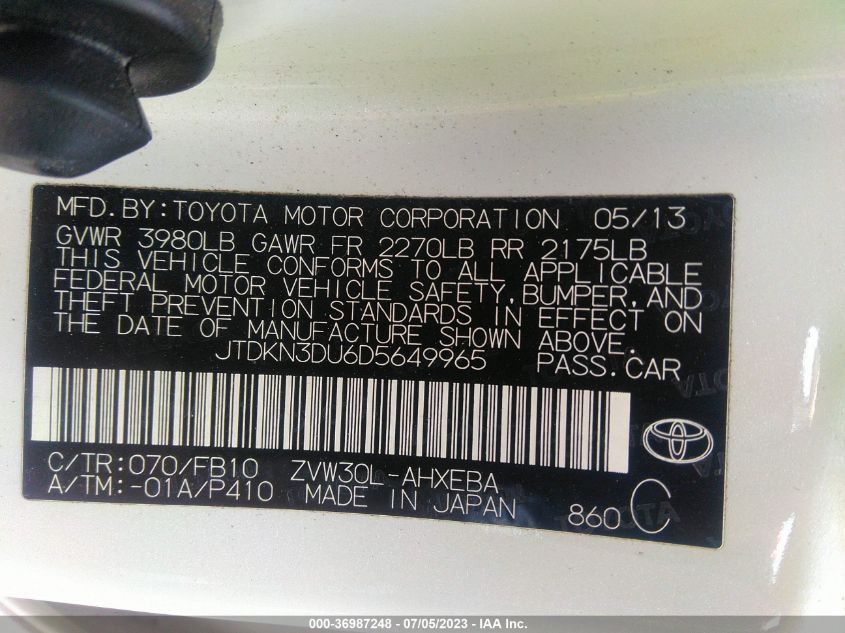 MFD.BY:TOYOTA MOTOR CORPORATION 05/13
GVWR 3980LB GAWR FR 2270LB RR 2175LB
THIS VEHICLE CONFORMS TO ALL APPLICABLE
FEDERAL MOTOR VEHICLE SAFETY, BUMPER, AND
THEFT PREVENTION STANDARDS IN EFFECT ON
THE DATE OF MANUFACTURE SHOWN ABOVE.
JTDKN3DU6D5649965 PASS.CAR
C/TR:070/FB10 ZVW30L-AHXEBA
A/TM:-01A/P410 MADE IN JAPAN 860 C
000-36987248 - 07/05/2023 - IAA Inc.